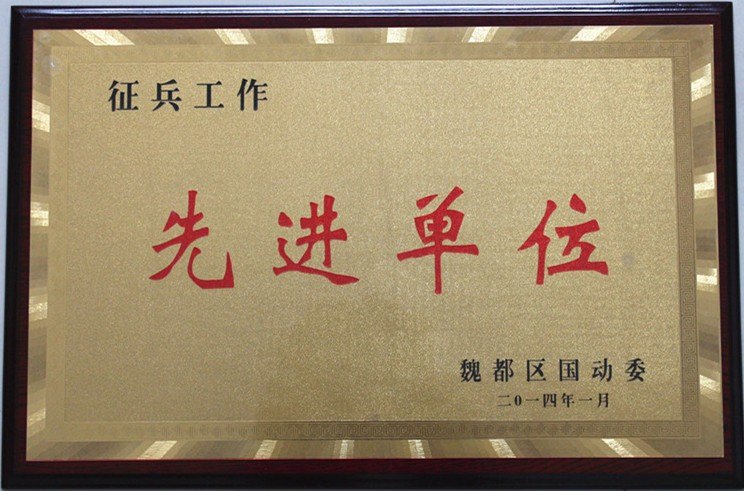 征兵工作
先进单位
魏都区国动委
二0一四年一月